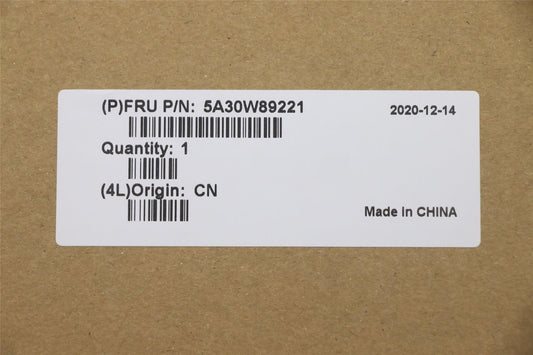 (P)FRU P/N: 5A30W89221
2020-12-14
Quantity: 1
(4L)Origin: CN
Made in CHINA